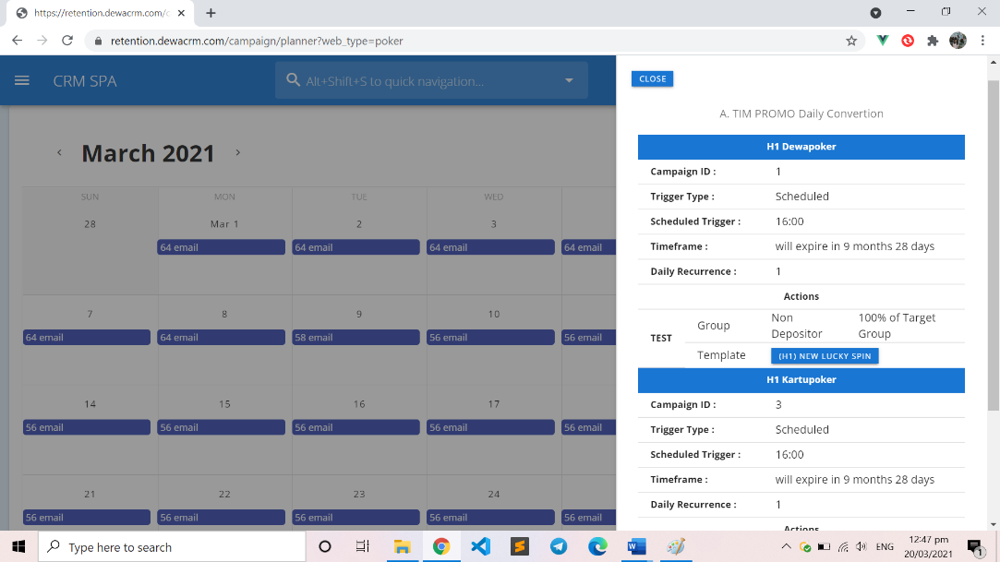 https://retention.dewacrm.com/c
retention.dewacrm.com/campaign/planner?web_type=poker
CRM SPA
Alt+Shift+S to quick navigation...
March 2021
SUN MON TUE WED
28 Mar 1 2 3
64 email 64 email 64 email 64 email
7 8 9 10
64 email 64 email 58 email 56 email 56 email
14 15 16 17
56 email 56 email 56 email 56 email 56 email
21 22 23 24
56 email 56 email 56 email 56 email 56 email
CLOSE
A. TIM PROMO Daily Convertion
H1 Dewapoker
Campaign ID : 1
Trigger Type : Scheduled
Scheduled Trigger : 16:00
Timeframe : will expire in 9 months 28 days
Daily Recurrence : 1
Actions
TEST
Group Non Depositor 100% of Target Group
Template (H1) NEW LUCKY SPIN
H1 Kartupoker
Campaign ID : 3
Trigger Type : Scheduled
Scheduled Trigger : 16:00
Timeframe : will expire in 9 months 28 days
Daily Recurrence : 1
Actions
Type here to search
ENG
12:47 pm
20/03/2021
1